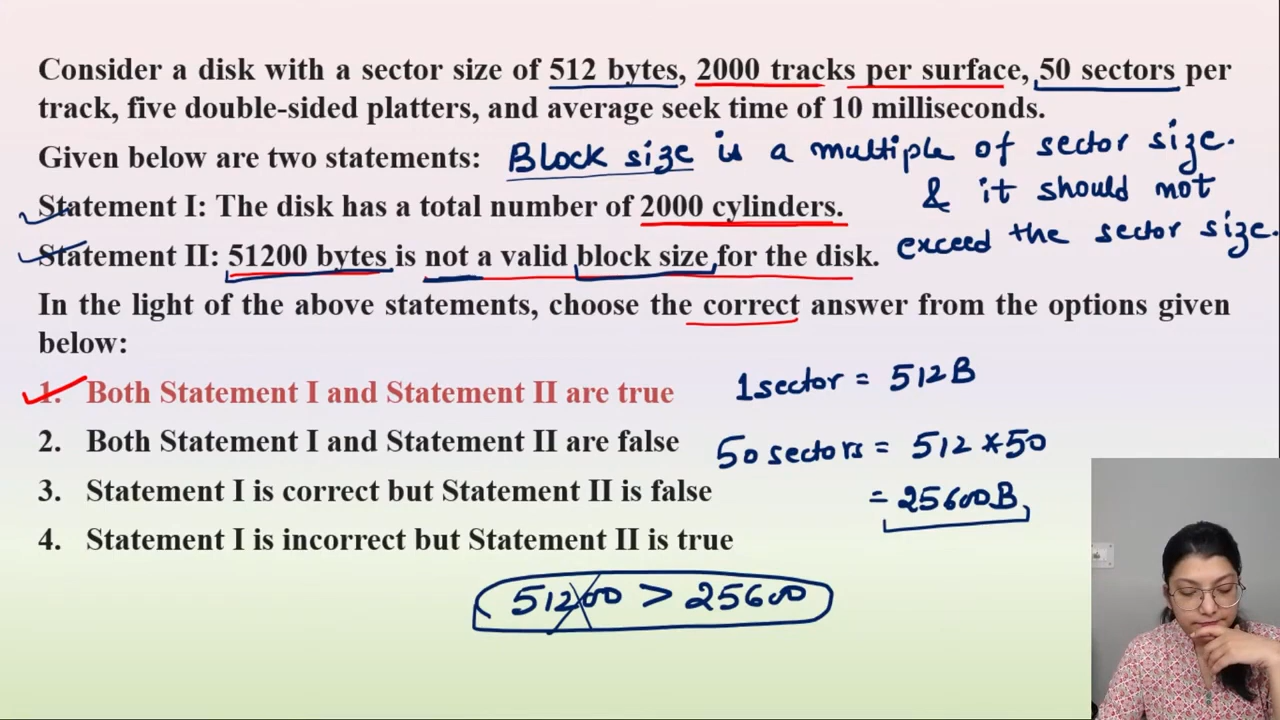 Consider a disk with a sector size of 512 bytes, 2000 tracks per surface, 50 sectors per
track, five double-sided platters, and average seek time of 10 milliseconds.
Given below are two statements: Block size is a multiple of sector size.
& it should not
Statement I: The disk has a total number of 2000 cylinders.
exceed the sector size.
Statement II: 51200 bytes is not a valid block size for the disk.
In the light of the above statements, choose the correct answer from the options given
below:
1. Both Statement I and Statement II are true
1 sector = 512B
2. Both Statement I and Statement II are false
50 sectors = 512 * 50
3. Statement I is correct but Statement II is false
= 25600B,
4. Statement I is incorrect but Statement II is true
51200 > 25600